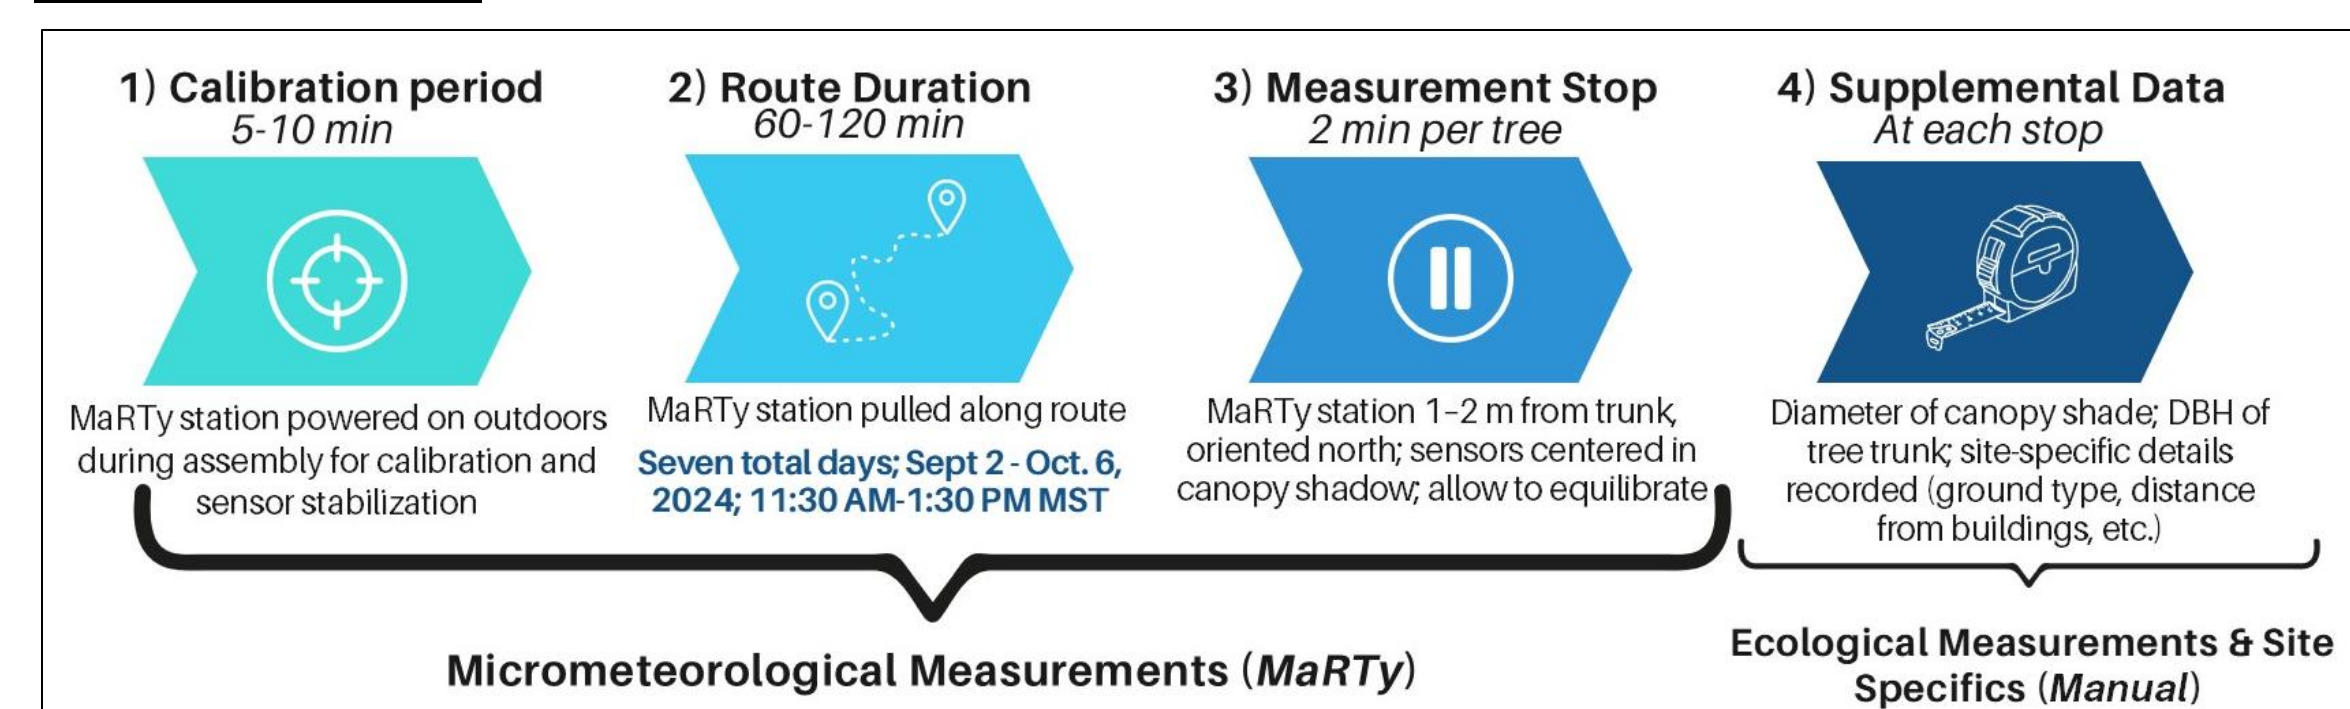 1) Calibration period
5-10 min
MaRTy station powered on outdoors
during assembly for calibration and
sensor stabilization
2) Route Duration
60-120 min
MaRTy station pulled along route
Seven total days; Sept 2 - Oct. 6,
2024; 11:30 AM-1:30 PM MST
3) Measurement Stop
2 min per tree
MaRTy station 1–2 m from trunk,
oriented north; sensors centered in
canopy shadow; allow to equilibrate
4) Supplemental Data
At each stop
Diameter of canopy shade; DBH of
tree trunk; site-specific details
recorded (ground type, distance
from buildings, etc.)
Micrometeorological Measurements (MaRTy)
Ecological Measurements & Site
Specifics (Manual)